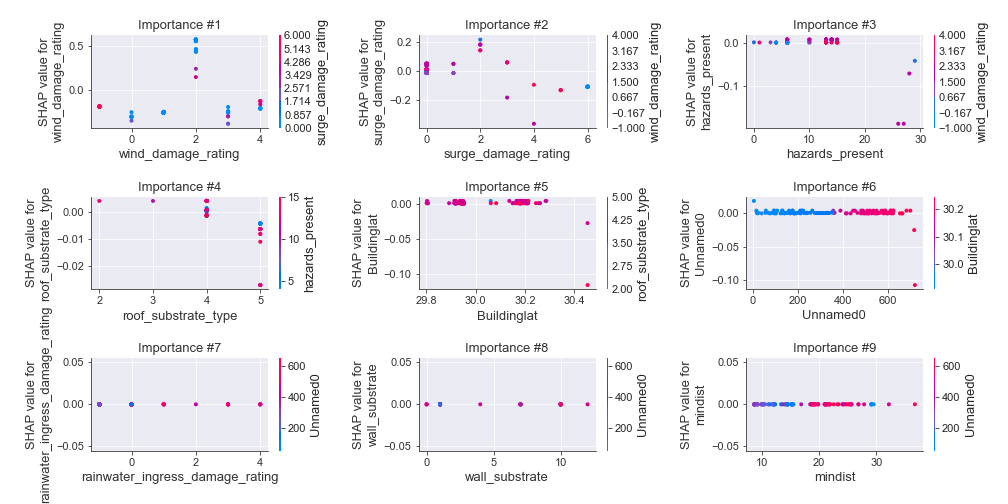 Importance #1
SHAP value for
wind_damage_rating
0.5
0.0
0
2
4
wind_damage_rating
6.000
5.143
4.286
3.429
2.571
1.714
0.857
0.000
surge_damage_rating
Importance #2
SHAP value for
surge_damage_rating
0.2
0.0
−0.2
0
2
4
6
surge_damage_rating
4.000
3.167
2.333
1.500
0.667
−0.167
−1.000
wind_damage_rating
Importance #3
SHAP value for
hazards_present
0.0
−0.1
0
10
20
30
hazards_present
4.000
3.167
2.333
1.500
0.667
−0.167
−1.000
wind_damage_rating
Importance #4
SHAP value for
roof_substrate_type
0.00
−0.01
−0.02
2
3
4
5
roof_substrate_type
15
10
5
hazards_present
Importance #5
SHAP value for
Buildinglat
0.00
−0.05
−0.10
29.8
30.0
30.2
30.4
Buildinglat
5.00
4.25
3.50
2.75
2.00
roof_substrate_type
Importance #6
SHAP value for
Unnamed0
0.00
−0.05
−0.10
0
200
400
600
Unnamed0
30.2
30.1
30.0
Buildinglat
Importance #7
SHAP value for
rainwater_ingress_damage_rating
0.05
0.00
−0.05
0
2
4
rainwater_ingress_damage_rating
600
400
200
Unnamed0
Importance #8
SHAP value for
wall_substrate
0.05
0.00
−0.05
0
5
10
wall_substrate
600
400
200
Unnamed0
Importance #9
SHAP value for
mindist
0.05
0.00
−0.05
10
20
30
mindist
600
400
200
Unnamed0